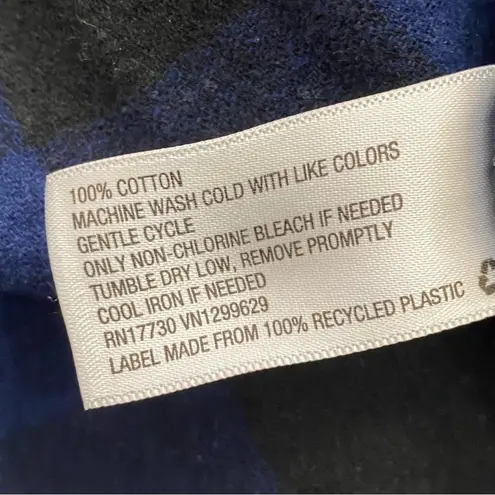 100% COTTON
MACHINE WASH COLD WITH LIKE COLORS
GENTLE CYCLE
ONLY NON-CHLORINE BLEACH IF NEEDED
TUMBLE DRY LOW, REMOVE PROMPTLY
COOL IRON IF NEEDED
RN17730 VN1299629
LABEL MADE FROM 100% RECYCLED PLASTIC